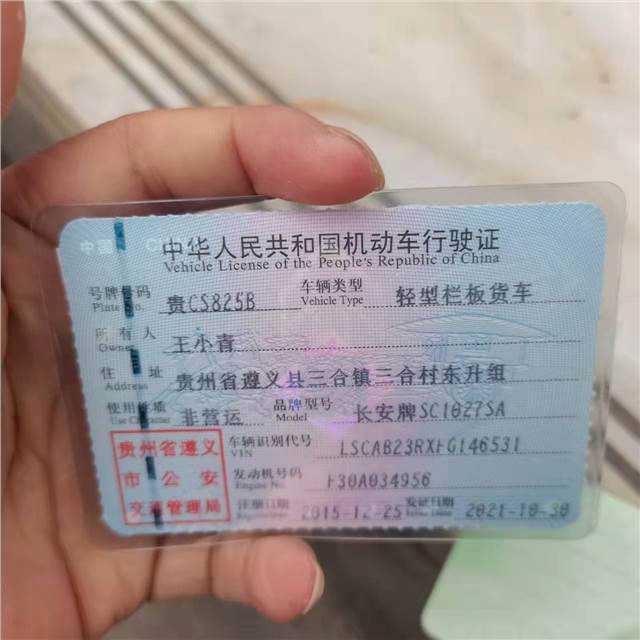 中国 CHINA
中华人民共和国机动车行驶证
Vehicle License of the People's Republic of China
号牌号码 贵CS825B 车辆类型 轻型栏板货车
Plate No. Vehicle Type
所有人 王小青
Owner
住址 贵州省遵义县三合镇三合村东升组
Address
使用性质 非营运 品牌型号 长安牌SC1027SA
Use Character Model
贵州省遵义 车辆识别代号 LSCAB23RXFG146531
VIN
市公安 发动机号码 F30A034956
Engine No.
交通管理局 注册日期 2015-12-25 发证日期 2021-10-30